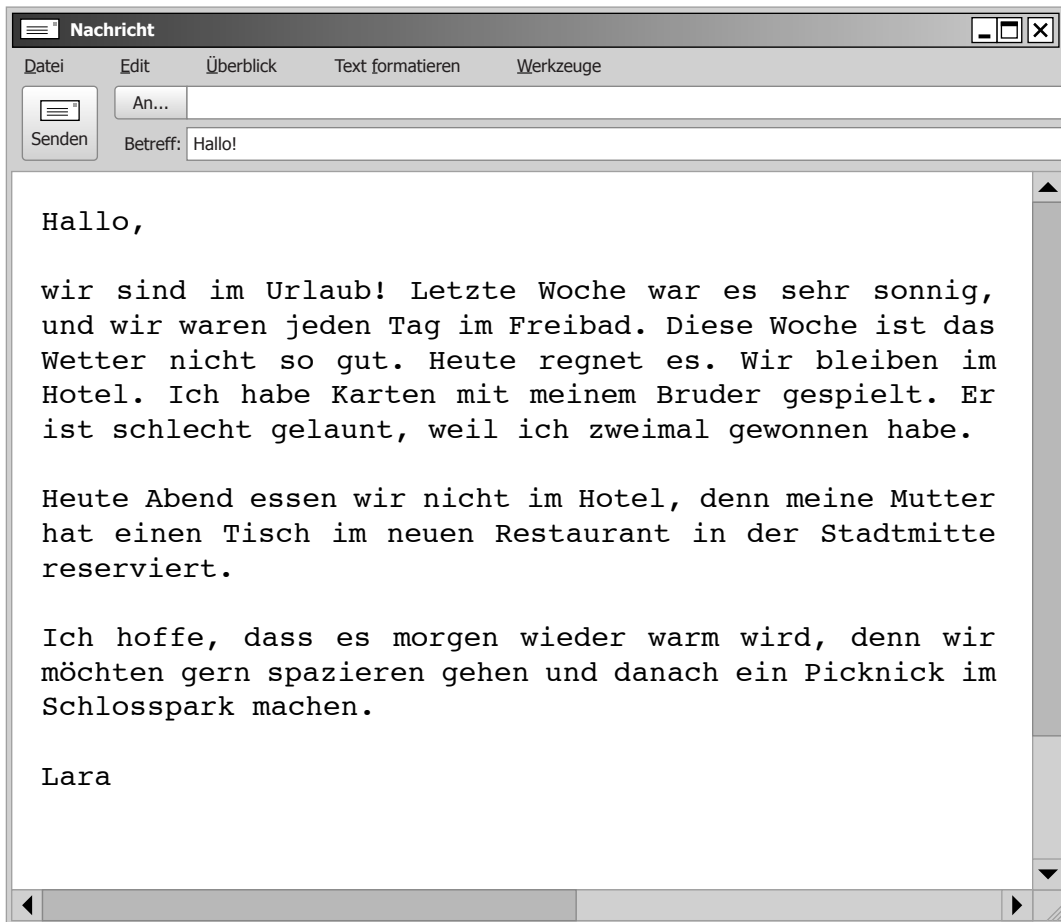 Nachricht
Datei Edit Überblick Text formatieren Werkzeuge
An...
Senden
Betreff: Hallo!
Hallo,
wir sind im Urlaub! Letzte Woche war es sehr sonnig,
und wir waren jeden Tag im Freibad. Diese Woche ist das
Wetter nicht so gut. Heute regnet es. Wir bleiben im
Hotel. Ich habe Karten mit meinem Bruder gespielt. Er
ist schlecht gelaunt, weil ich zweimal gewonnen habe.
Heute Abend essen wir nicht im Hotel, denn meine Mutter
hat einen Tisch im neuen Restaurant in der Stadtmitte
reserviert.
Ich hoffe, dass es morgen wieder warm wird, denn wir
möchten gern spazieren gehen und danach ein Picknick im
Schlosspark machen.
Lara